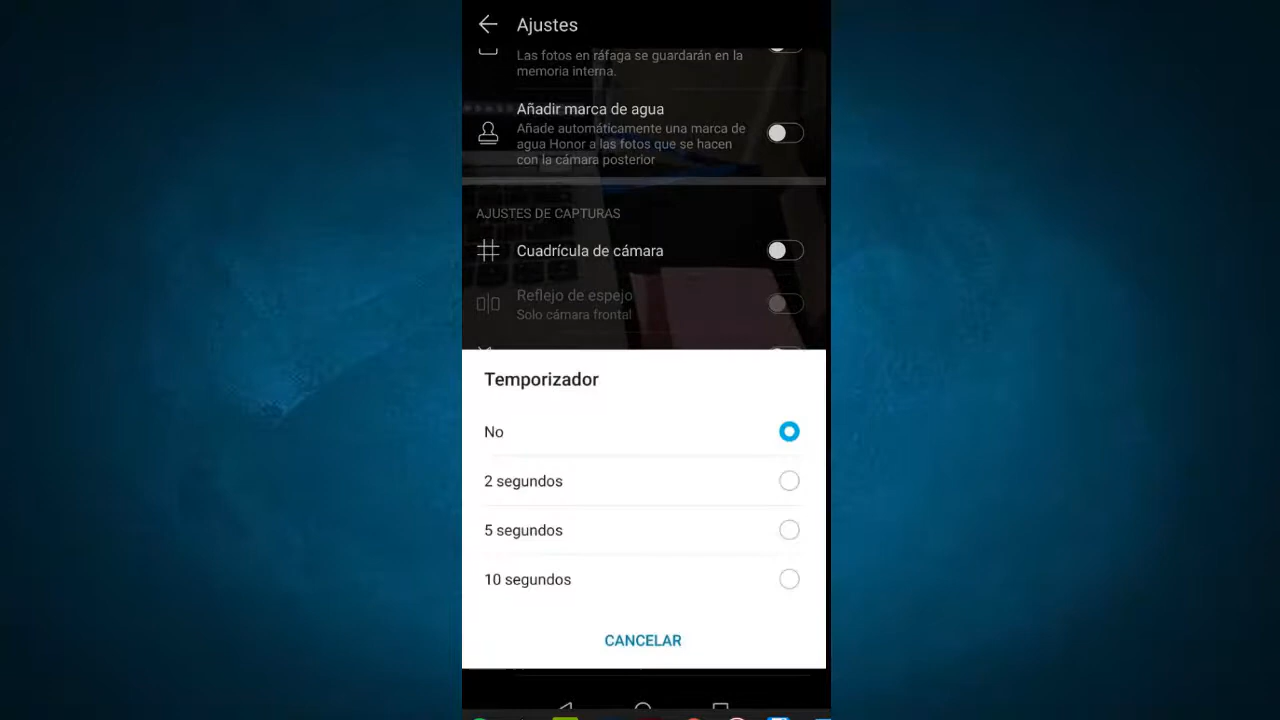 Ajustes
Las fotos en ráfaga se guardarán en la
memoria interna.
Añadir marca de agua
Añade automáticamente una marca de
agua Honor a las fotos que se hacen
con la cámara posterior
AJUSTES DE CAPTURAS
Cuadrícula de cámara
Reflejo de espejo
Solo cámara frontal
Temporizador
No
2 segundos
5 segundos
10 segundos
CANCELAR